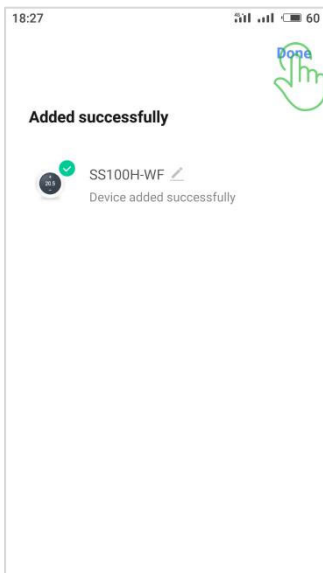 18:27
60
Done
Added successfully
20.5
SS100H-WF
Device added successfully